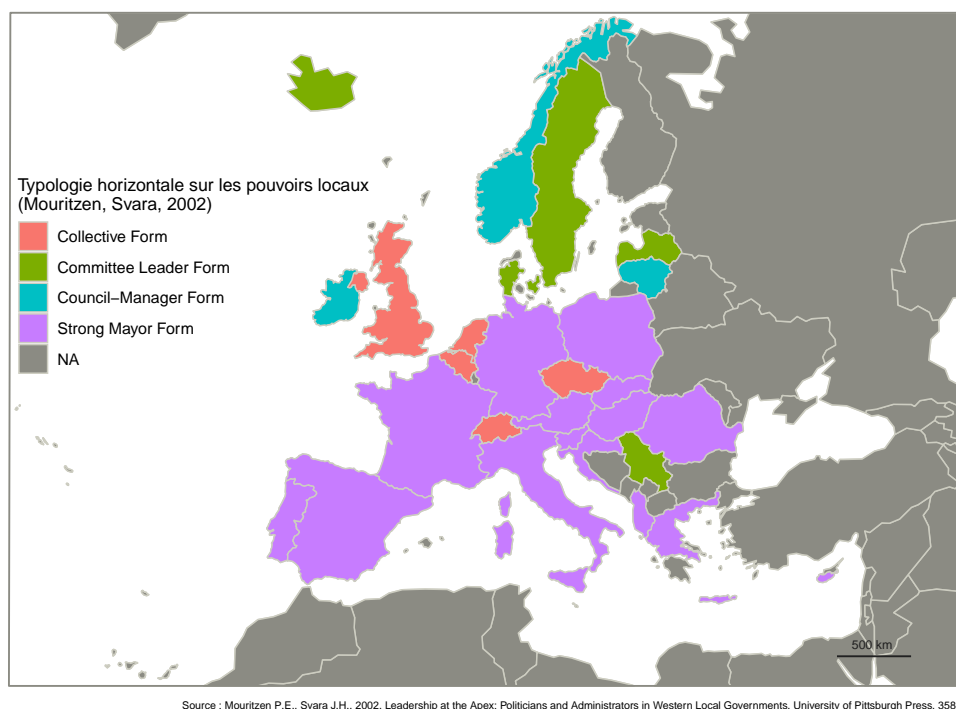 Typologie horizontale sur les pouvoirs locaux
(Mouritzen, Svara, 2002)
Collective Form
Committee Leader Form
Council−Manager Form
Strong Mayor Form
NA
500 km
Source : Mouritzen P.E., Svara J.H., 2002, Leadership at the Apex: Politicians and Administrators in Western Local Governments, University of Pittsburgh Press, 358